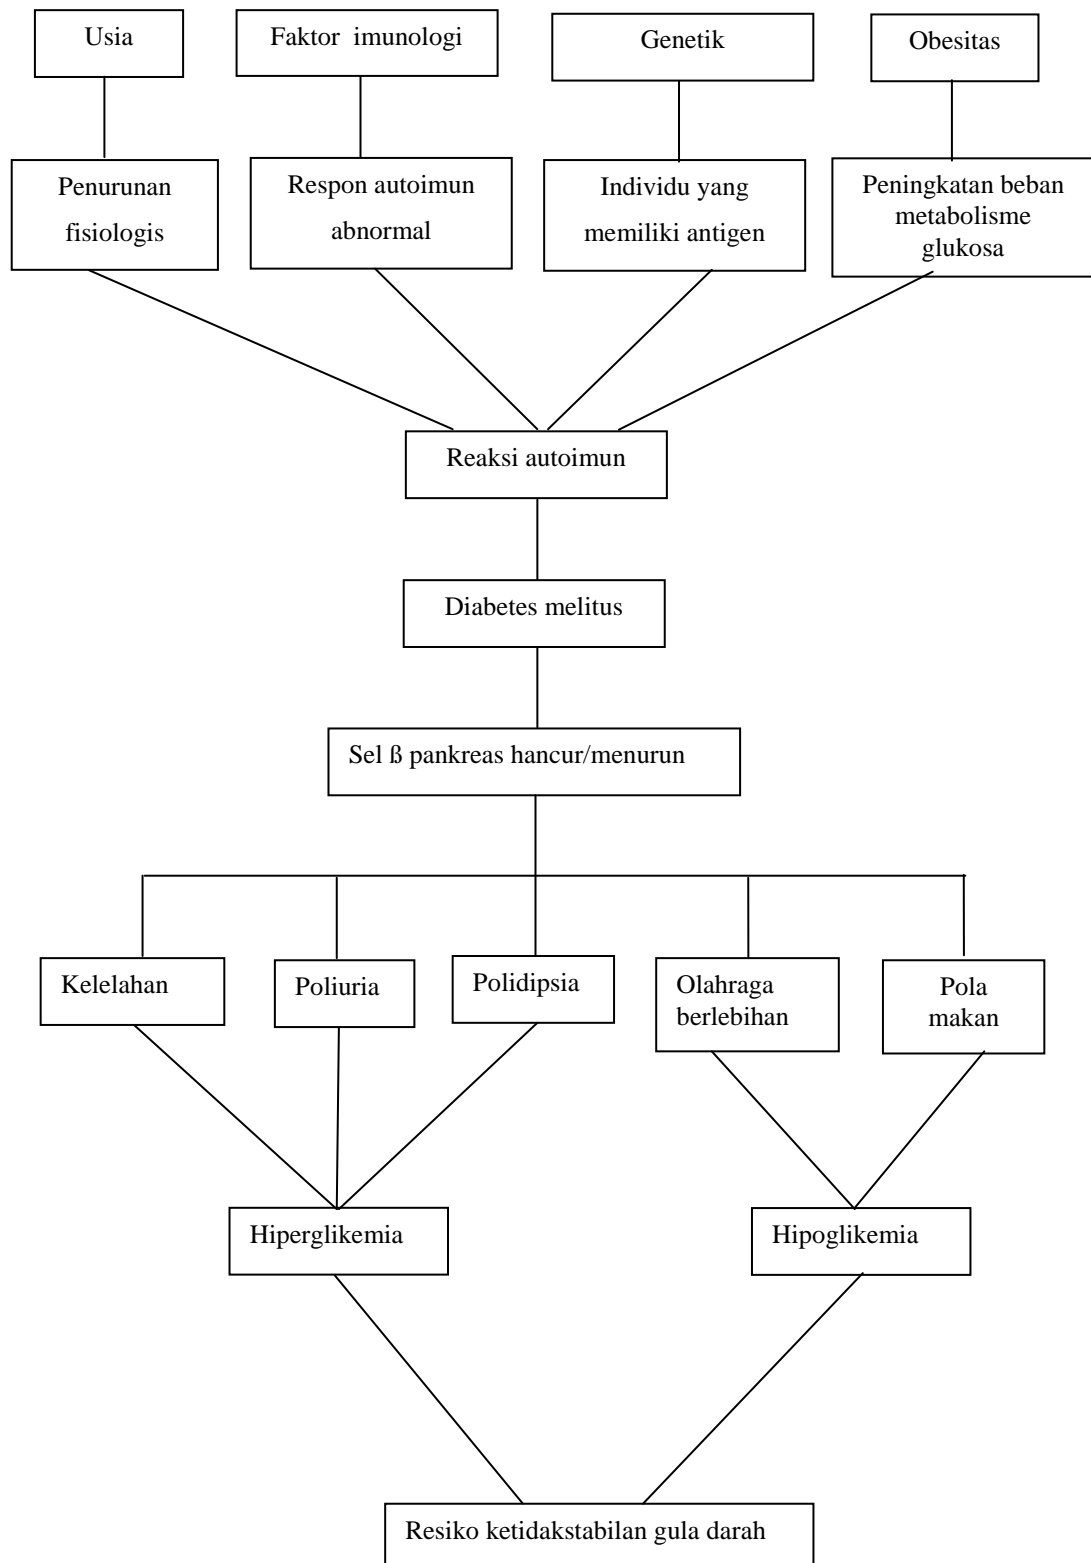 Usia
Faktor imunologi
Genetik
Obesitas
Penurunan
fisiologis
Respon autoimun
abnormal
Individu yang
memiliki antigen
Peningkatan beban
metabolisme
glukosa
Reaksi autoimun
Diabetes melitus
Sel ß pankreas hancur/menurun
Kelelahan
Poliuria
Polidipsia
Olahraga
berlebihan
Pola
makan
Hiperglikemia
Hipoglikemia
Resiko ketidakstabilan gula darah